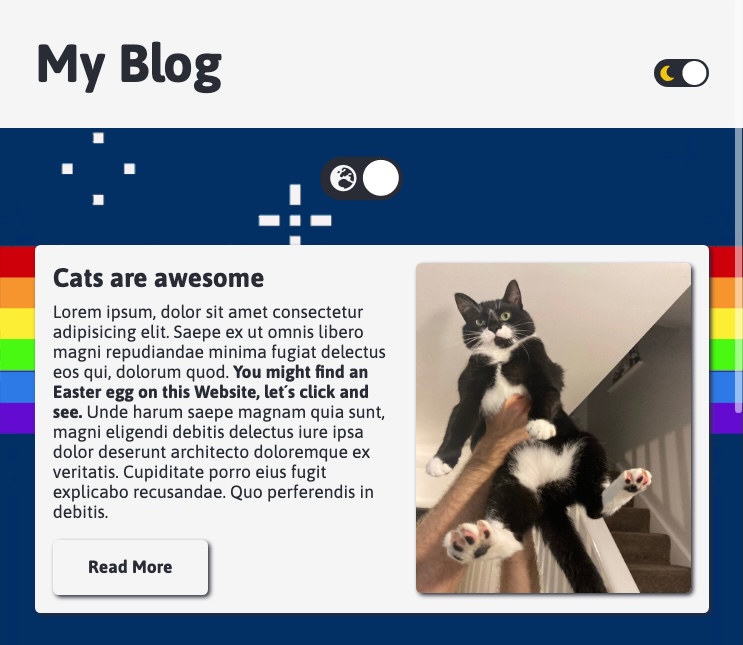 My Blog
Cats are awesome
Lorem ipsum, dolor sit amet consectetur
adipisicing elit. Saepe ex ut omnis libero
magni repudiandae minima fugiat delectus
eos qui, dolorum quod. You might find an
Easter egg on this Website, let´s click and
see. Unde harum saepe magnam quia sunt,
magni eligendi debitis delectus iure ipsa
dolor deserunt architecto doloremque ex
veritatis. Cupiditate porro eius fugit
explicabo recusandae. Quo perferendis in
debitis.
Read More